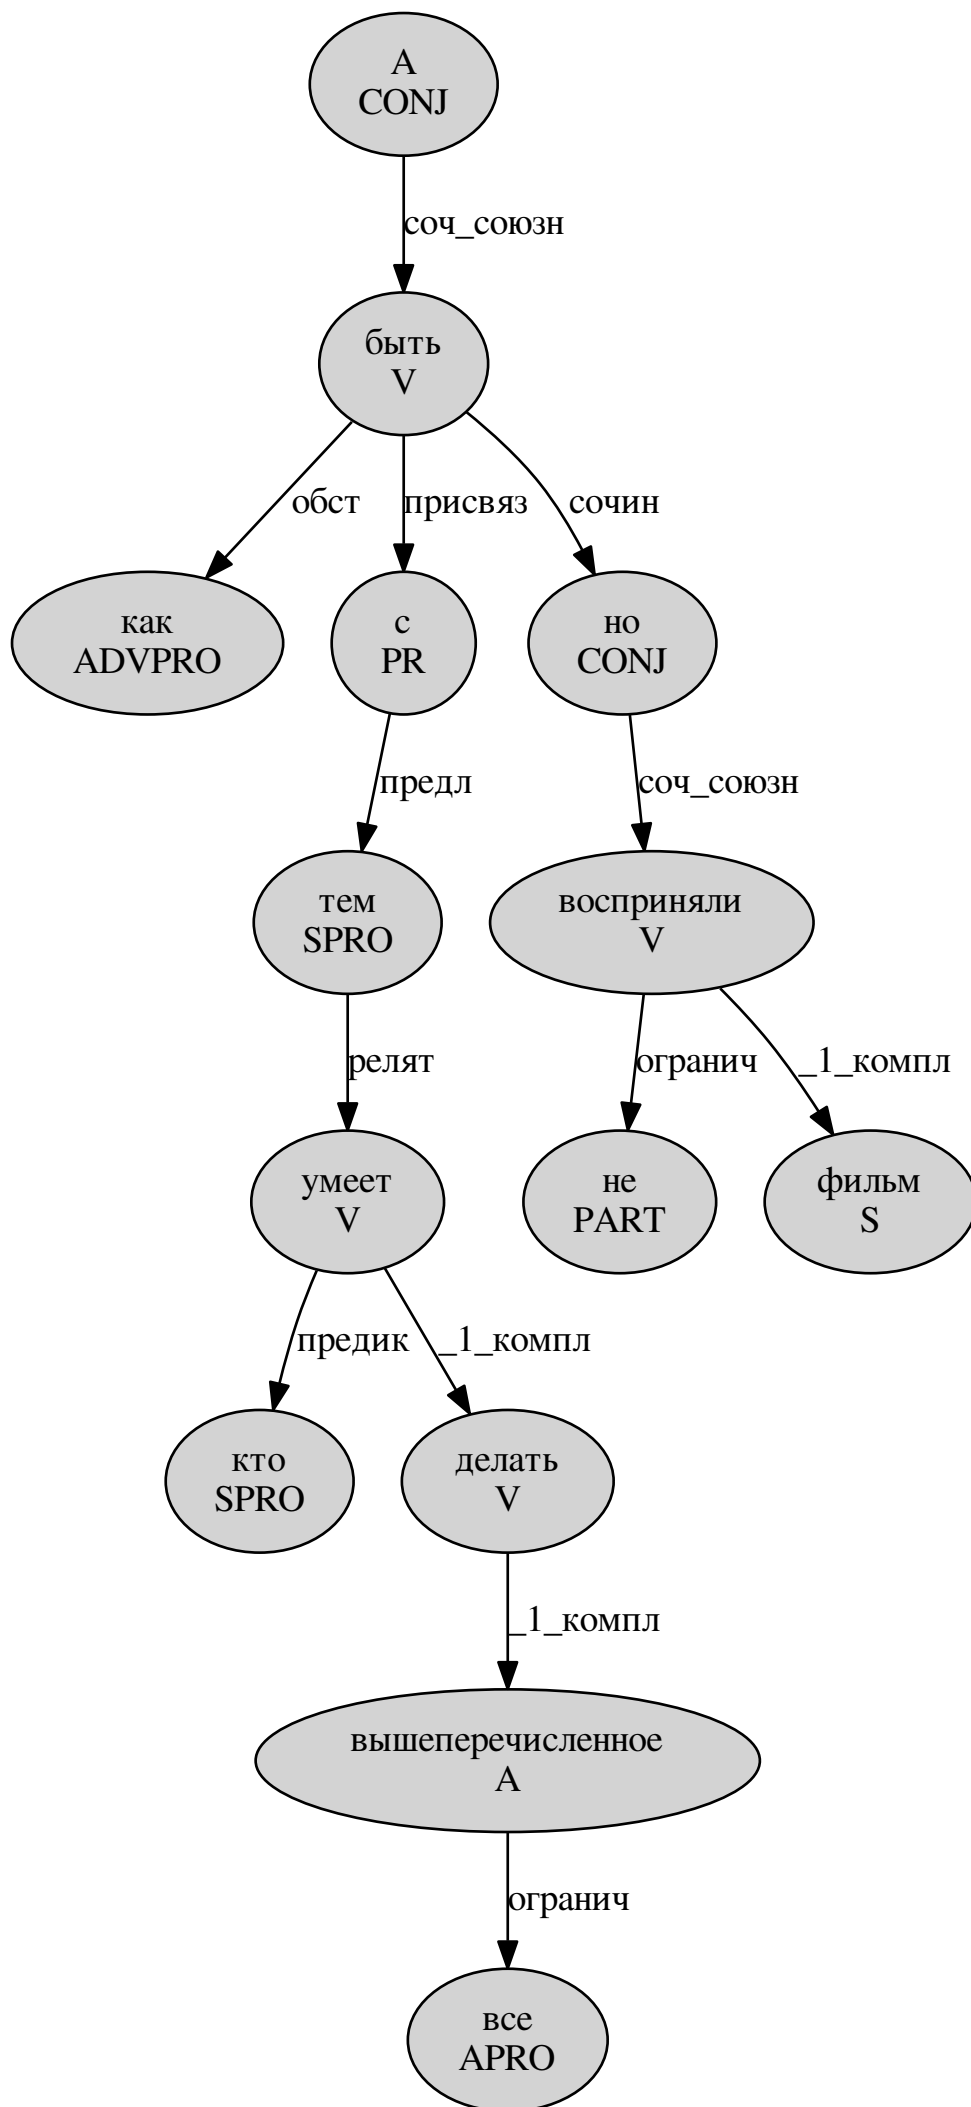 А
CONJ
соч_союзн
быть
V
обст
присвяз
сочин
как
ADVPRO
с
PR
но
CONJ
предл
соч_союзн
тем
SPRO
восприняли
V
релят
огранич
_1_компл
умеет
V
не
PART
фильм
S
предик
_1_компл
кто
SPRO
делать
V
_1_компл
вышеперечисленное
A
огранич
все
APRO